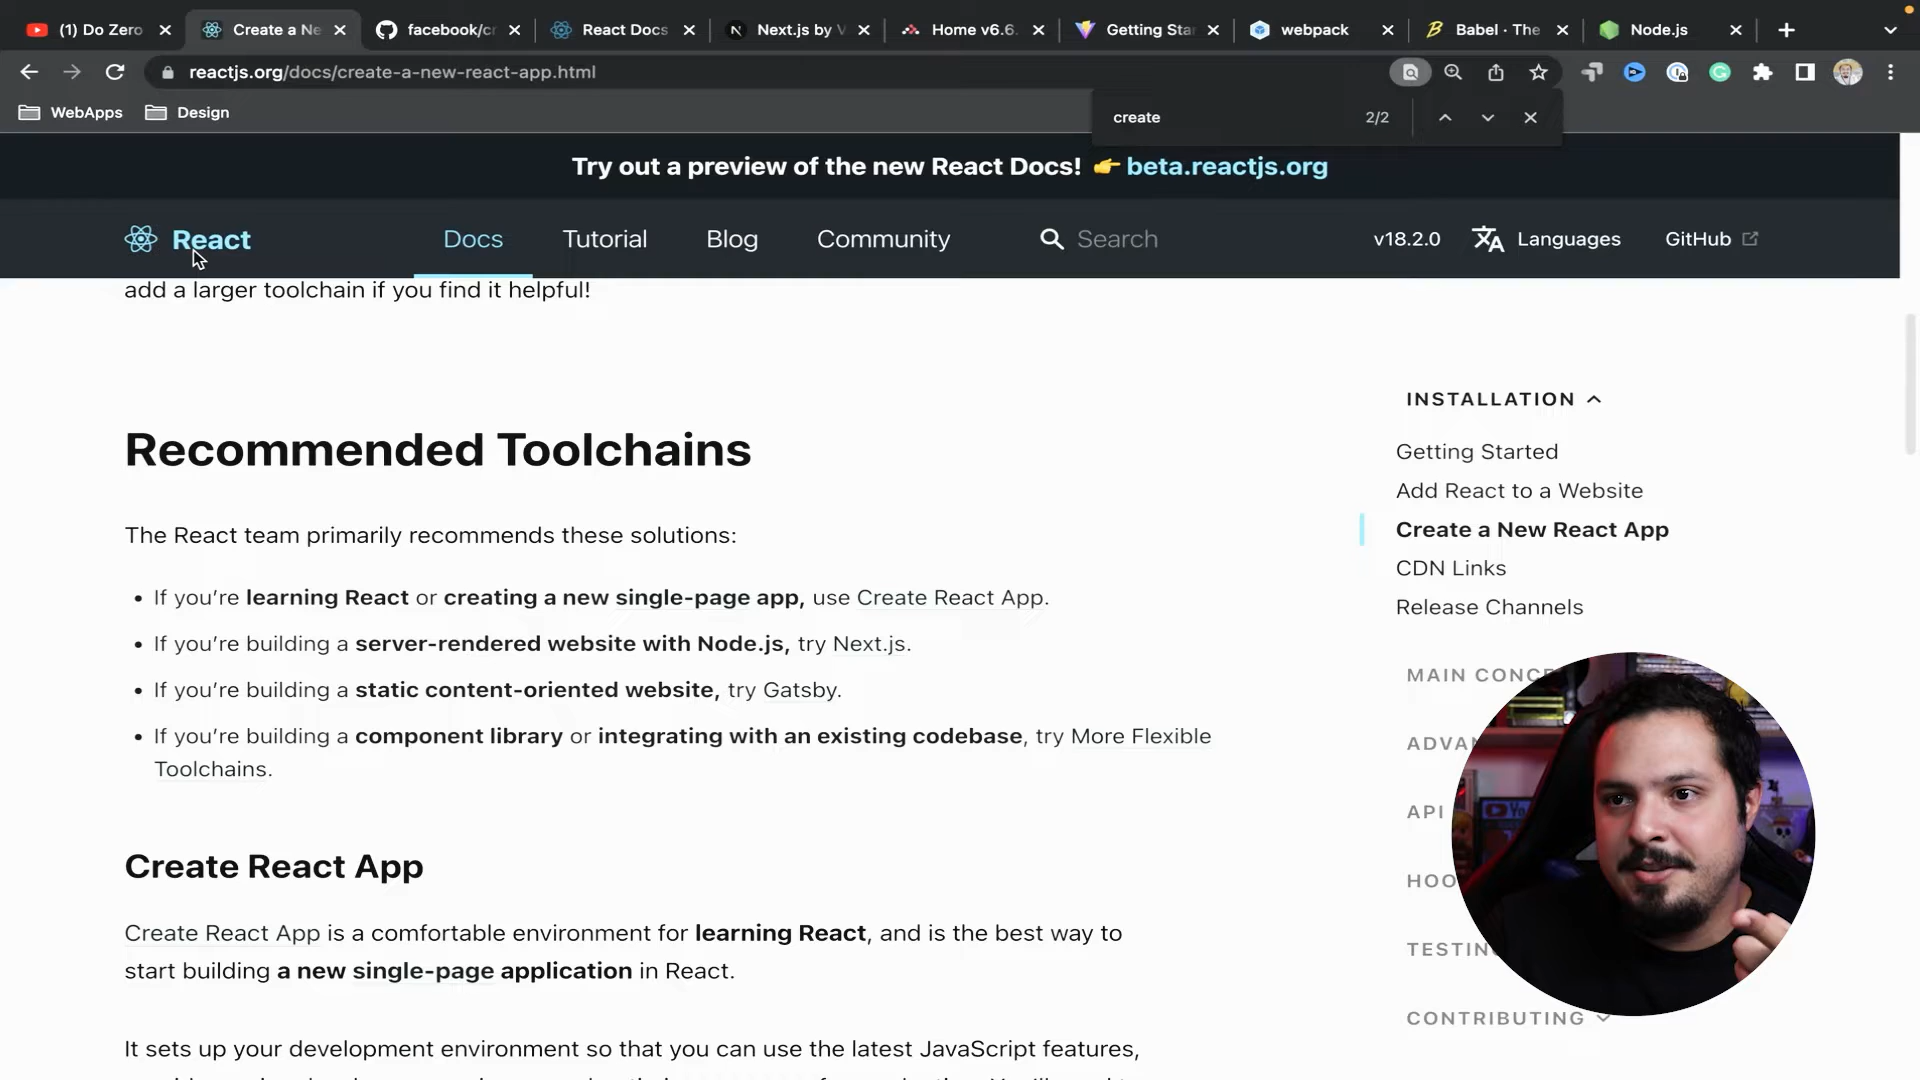 (1) Do Zero
Create a Ne
facebook/cr
React Docs
Next.js by V
Home v6.6.
Getting Star
webpack
Babel · The
Node.js
reactjs.org/docs/create-a-new-react-app.html
WebApps
Design
create
2/2
Try out a preview of the new React Docs! 👉 beta.reactjs.org
React
Docs
Tutorial
Blog
Community
Search
v18.2.0
Languages
GitHub
add a larger toolchain if you find it helpful!
Recommended Toolchains
The React team primarily recommends these solutions:
• If you’re learning React or creating a new single-page app, use Create React App.
• If you’re building a server-rendered website with Node.js, try Next.js.
• If you’re building a static content-oriented website, try Gatsby.
• If you’re building a component library or integrating with an existing codebase, try More Flexible
Toolchains.
Create React App
Create React App is a comfortable environment for learning React, and is the best way to
start building a new single-page application in React.
It sets up your development environment so that you can use the latest JavaScript features,
INSTALLATION
Getting Started
Add React to a Website
Create a New React App
CDN Links
Release Channels
MAIN CONCE
ADVA
API
HOO
TESTIN
CONTRIBUTING